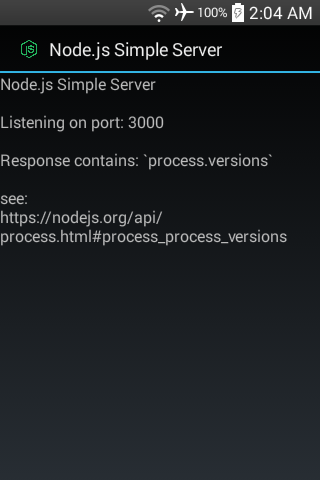 100% 2:04 AM
Node.js Simple Server
Node.js Simple Server
Listening on port: 3000
Response contains: `process.versions`
see:
https://nodejs.org/api/
process.html#process_process_versions